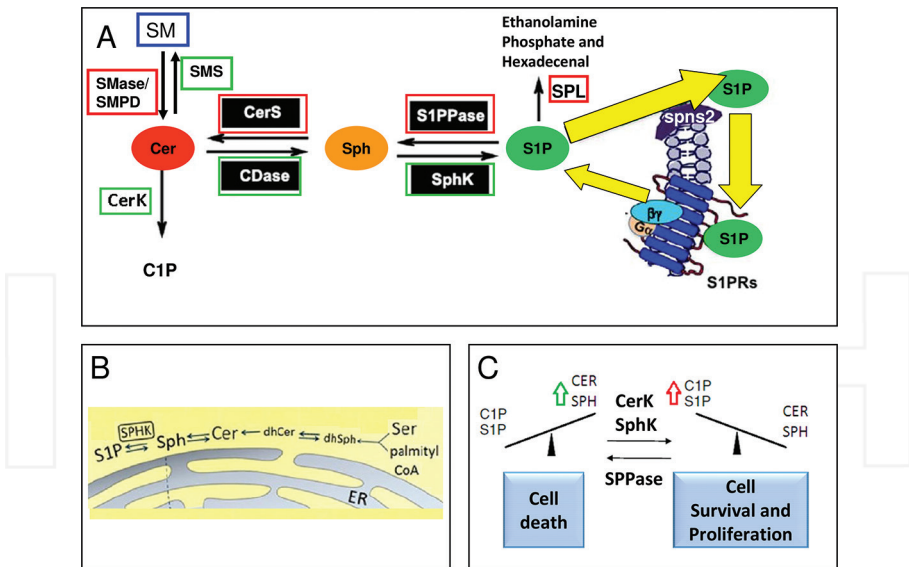 A
SM
SMase/
SMPD
SMS
Cer
CerK
C1P
CerS
CDase
Sph
S1PPase
SphK
Ethanolamine
Phosphate and
Hexadecenal
SPL
S1P
S1P
spns2
βγ
Gα
S1P
S1PRs
B
SPHK
S1P
Sph
Cer
dhCer
dhSph
Ser
palmityl
CoA
ER
C
C1P
S1P
CER
SPH
CerK
SphK
SPPase
C1P
S1P
CER
SPH
Cell
death
Cell
Survival and
Proliferation